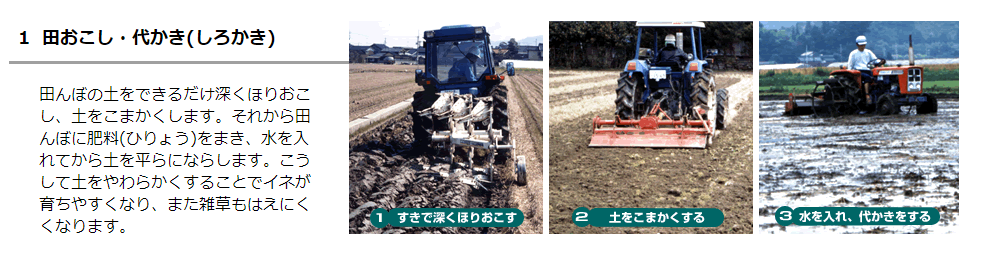 1 田おこし・代かき(しろかき)
田んぼの土をできるだけ深くほりおこ
し、土をこまかくします。それから田
んぼに肥料(ひりょう)をまき、水を入
れてから土を平らにならします。こう
して土をやわらかくすることでイネが
育ちやすくなり、また雑草もはえにく
くなります。
1 すきで深くほりおこす
2 土をこまかくする
3 水を入れ、代かきをする